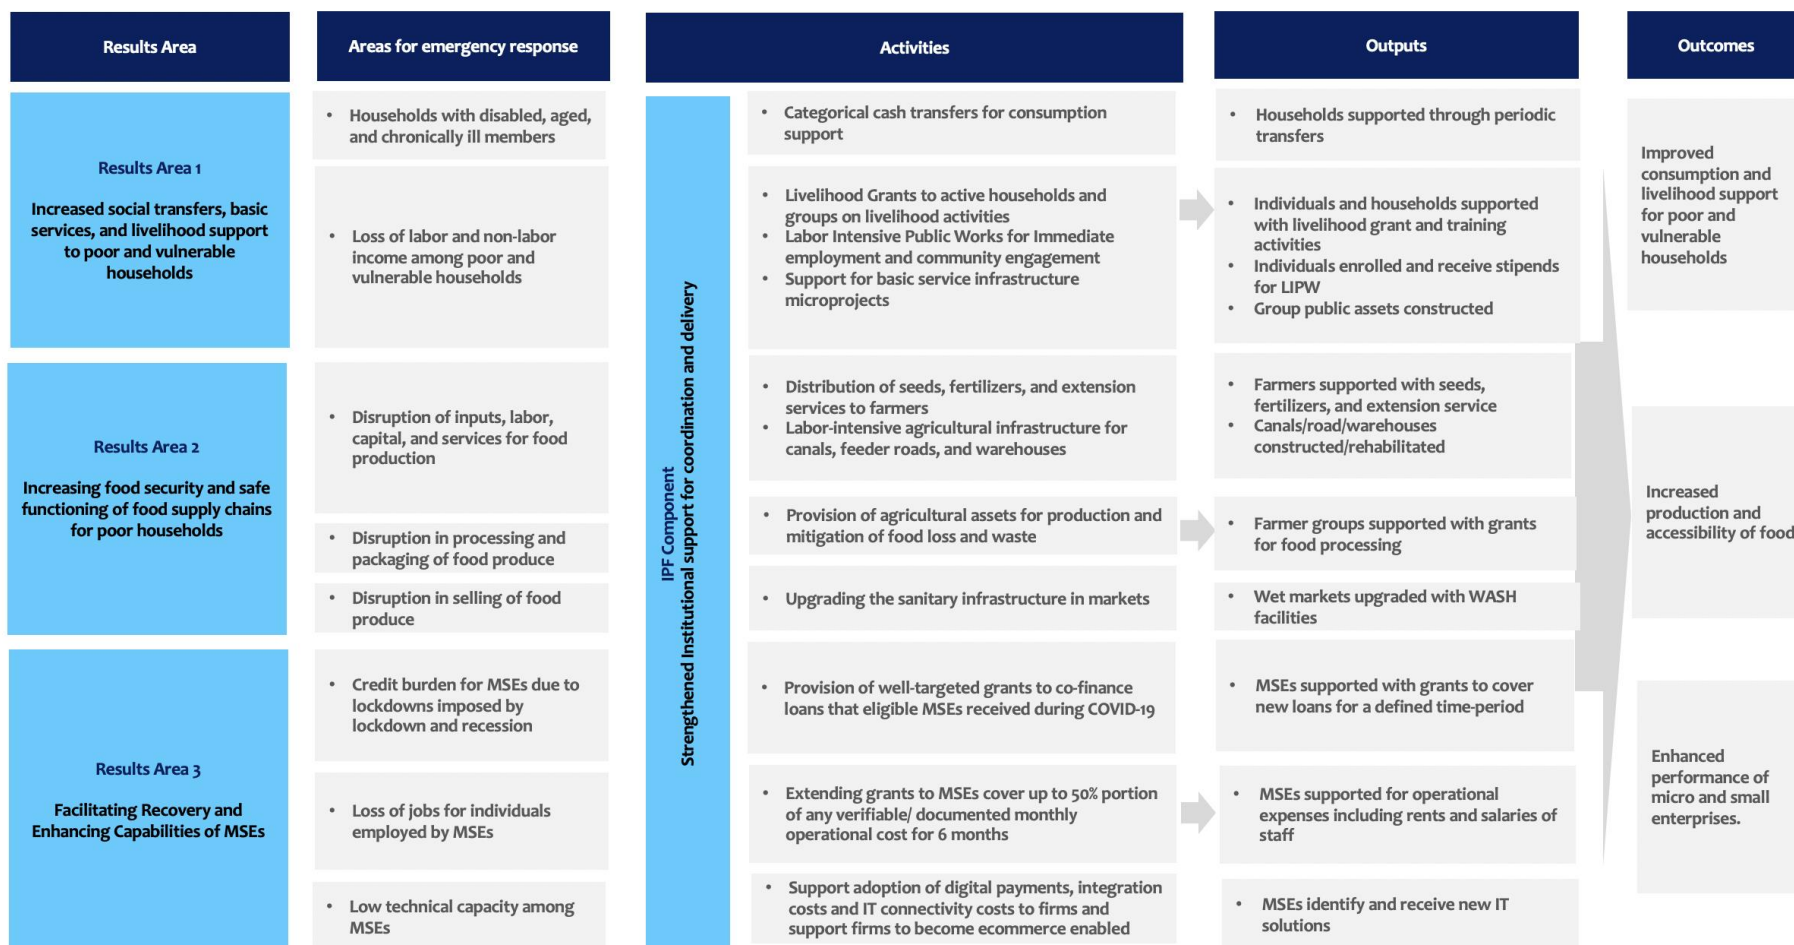 Results Area
Areas for emergency response
Activities
Outputs
Outcomes
Results Area 1
Increased social transfers, basic
services, and livelihood support
to poor and vulnerable
households
• Households with disabled, aged,
and chronically ill members
• Loss of labor and non-labor
income among poor and
vulnerable households
Results Area 2
Increasing food security and safe
functioning of food supply chains
for poor households
• Disruption of inputs, labor,
capital, and services for food
production
• Disruption in processing and
packaging of food produce
• Disruption in selling of food
produce
Results Area 3
Facilitating Recovery and
Enhancing Capabilities of MSEs
• Credit burden for MSEs due to
lockdowns imposed by
lockdown and recession
• Loss of jobs for individuals
employed by MSEs
• Low technical capacity among
MSEs
IPF Component
Strengthened Institutional support for coordination and delivery
• Categorical cash transfers for consumption
support
• Livelihood Grants to active households and
groups on livelihood activities
• Labor Intensive Public Works for Immediate
employment and community engagement
• Support for basic service infrastructure
microprojects
• Distribution of seeds, fertilizers, and extension
services to farmers
• Labor-intensive agricultural infrastructure for
canals, feeder roads, and warehouses
• Provision of agricultural assets for production and
mitigation of food loss and waste
• Upgrading the sanitary infrastructure in markets
• Provision of well-targeted grants to co-finance
loans that eligible MSEs received during COVID-19
• Extending grants to MSEs cover up to 50% portion
of any verifiable/ documented monthly
operational cost for 6 months
• Support adoption of digital payments, integration
costs and IT connectivity costs to firms and
support firms to become ecommerce enabled
• Households supported through periodic
transfers
• Individuals and households supported
with livelihood grant and training
activities
• Individuals enrolled and receive stipends
for LIPW
• Group public assets constructed
• Farmers supported with seeds,
fertilizers, and extension service
• Canals/road/warehouses
constructed/rehabilitated
• Farmer groups supported with grants
for food processing
• Wet markets upgraded with WASH
facilities
• MSEs supported with grants to cover
new loans for a defined time-period
• MSEs supported for operational
expenses including rents and salaries of
staff
• MSEs identify and receive new IT
solutions
Improved
consumption and
livelihood support
for poor and
vulnerable
households
Increased
production and
accessibility of food
Enhanced
performance of
micro and small
enterprises.